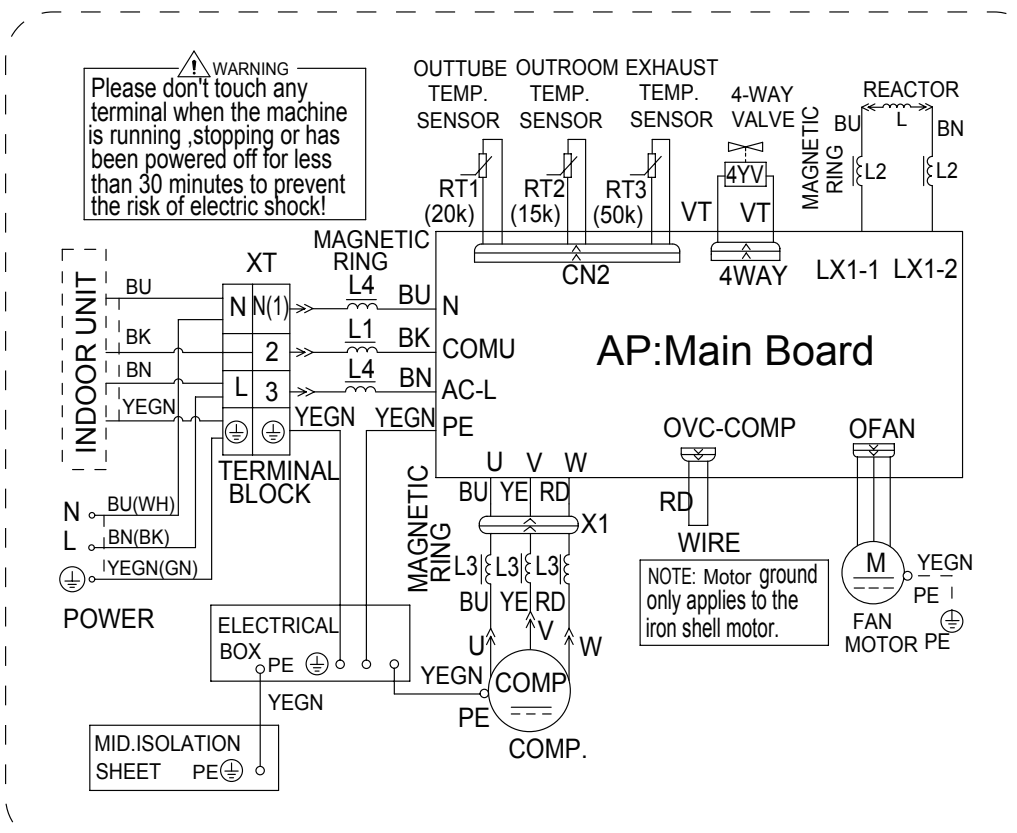 WARNING
Please don't touch any
terminal when the machine
is running ,stopping or has
been powered off for less
than 30 minutes to prevent
the risk of electric shock!
OUTTUBE
TEMP.
SENSOR
OUTROOM
TEMP.
SENSOR
EXHAUST
TEMP.
SENSOR
4-WAY
VALVE
MAGNETIC
RING
REACTOR
L
BU
BN
L2
L2
RT1
(20k)
RT2
(15k)
RT3
(50k)
4YV
VT
VT
CN2
4WAY
LX1-1
LX1-2
INDOOR UNIT
BU
BK
BN
YEGN
XT
N
N(1)
2
L
3
TERMINAL
BLOCK
MAGNETIC
RING
L4
L1
L4
BU
BK
BN
YEGN
YEGN
N
COMU
AC-L
PE
AP:Main Board
U
V
W
OVC-COMP
OFAN
N
BU(WH)
L
BN(BK)
YEGN(GN)
POWER
MAGNETIC
RING
BU
YE
RD
X1
L3
L3
L3
BU
YE
RD
U
V
W
RD
WIRE
NOTE: Motor ground
only applies to the
iron shell motor.
M
YEGN
PE
FAN
MOTOR
PE
ELECTRICAL
BOX
PE
YEGN
YEGN
PE
COMP
COMP.
MID.ISOLATION
SHEET
PE